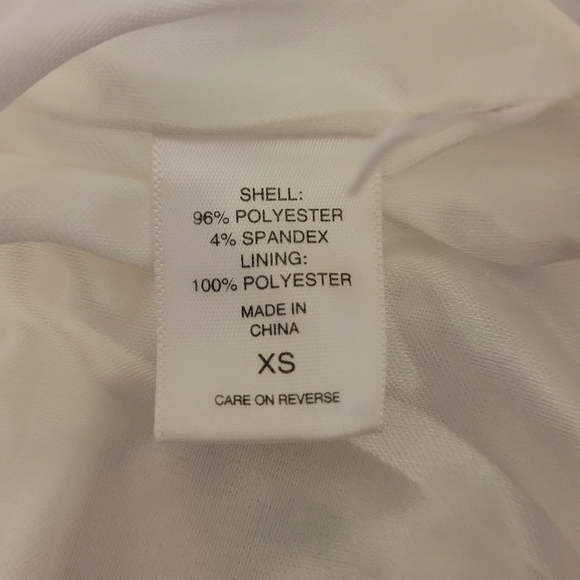 SHELL:
96% POLYESTER
4% SPANDEX
LINING:
100% POLYESTER
MADE IN
CHINA
XS
CARE ON REVERSE